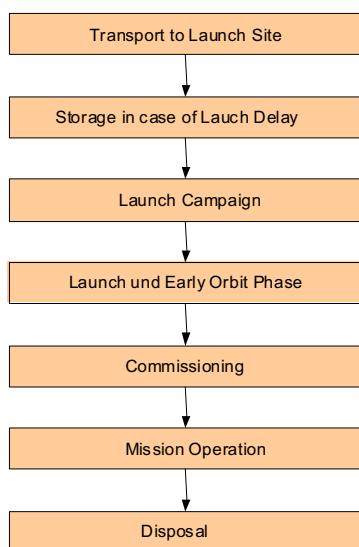 Transport to Launch Site
Storage in case of Lauch Delay
Launch Campaign
Launch und Early Orbit Phase
Commissioning
Mission Operation
Disposal